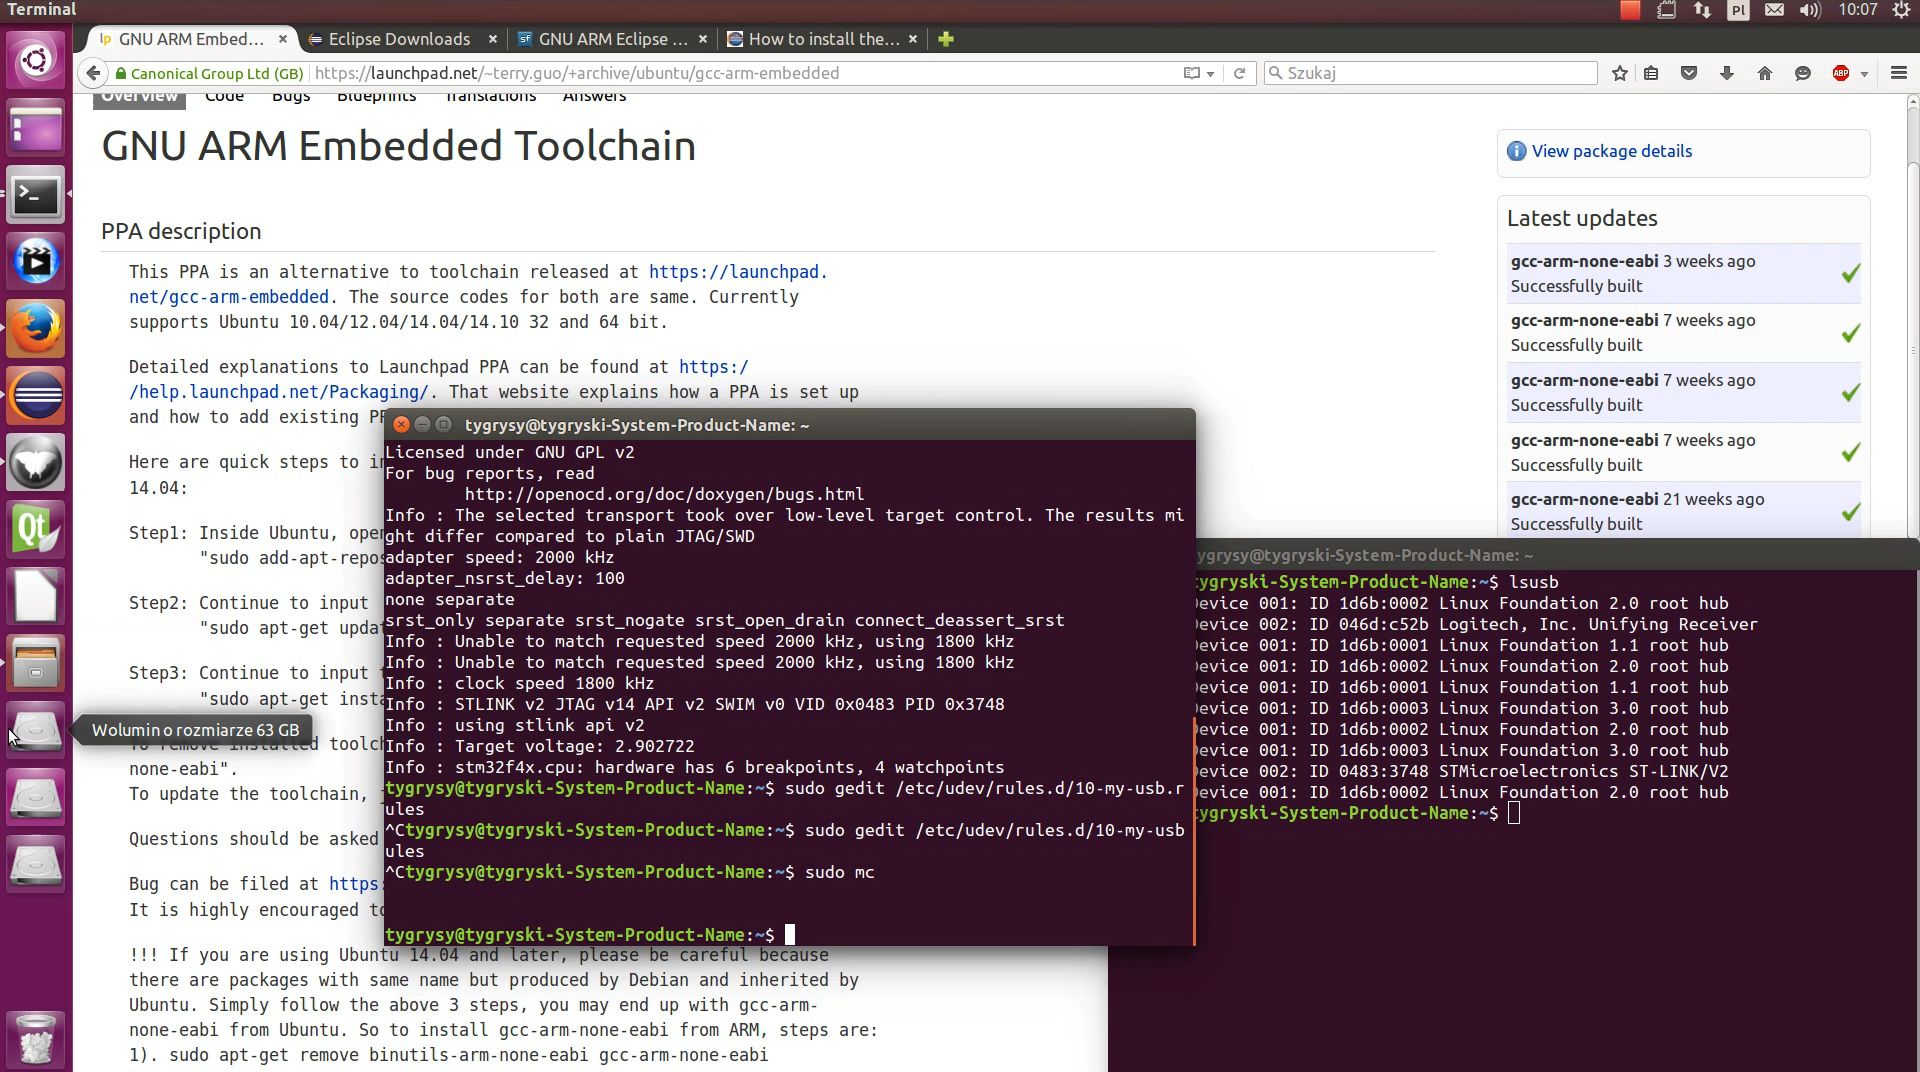 Terminal
Pl
10:07
GNU ARM Embed...
Eclipse Downloads
GNU ARM Eclipse ...
How to install the...
Canonical Group Ltd (GB)
https://launchpad.net/~terry.guo/+archive/ubuntu/gcc-arm-embedded
Szukaj
ABP
Overview Code Bugs Blueprints Translations Answers
GNU ARM Embedded Toolchain
PPA description
This PPA is an alternative to toolchain released at https://launchpad.
net/gcc-arm-embedded. The source codes for both are same. Currently
supports Ubuntu 10.04/12.04/14.04/14.10 32 and 64 bit.
Detailed explanations to Launchpad PPA can be found at https:/
/help.launchpad.net/Packaging/. That website explains how a PPA is set up
and how to add existing
Here are quick steps to
14.04:
Step1: Inside Ubuntu,
"sudo
Step2: Continue to input
"sudo apt-get
Step3: Continue to input
"sudo apt-get
Wolumin o rozmiarze 63 GB
none-eabi".
To update the toolchain,
Questions should be asked
Bug can be filed at
It is highly encouraged
!!! If you are using Ubuntu 14.04 and later, please be careful because
there are packages with same name but produced by Debian and inherited by
Ubuntu. Simply follow the above 3 steps, you may end up with gcc-arm-
none-eabi from Ubuntu. So to install gcc-arm-none-eabi from ARM, steps are:
1). sudo apt-get remove binutils-arm-none-eabi gcc-arm-none-eabi
View package details
Latest updates
gcc-arm-none-eabi 3 weeks ago
Successfully built
gcc-arm-none-eabi 7 weeks ago
Successfully built
gcc-arm-none-eabi 7 weeks ago
Successfully built
gcc-arm-none-eabi 7 weeks ago
Successfully built
gcc-arm-none-eabi 21 weeks ago
Successfully built
tygrysy@tygryski-System-Product-Name: ~
Licensed under GNU GPL v2
For bug reports, read
http://openocd.org/doc/doxygen/bugs.html
Info : The selected transport took over low-level target control. The results mi
ght differ compared to plain JTAG/SWD
adapter speed: 2000 kHz
adapter_nsrst_delay: 100
none separate
srst_only separate srst_nogate srst_open_drain connect_deassert_srst
Info : Unable to match requested speed 2000 kHz, using 1800 kHz
Info : Unable to match requested speed 2000 kHz, using 1800 kHz
Info : clock speed 1800 kHz
Info : STLINK v2 JTAG v14 API v2 SWIM v0 VID 0x0483 PID 0x3748
Info : using stlink api v2
Info : Target voltage: 2.902722
Info : stm32f4x.cpu: hardware has 6 breakpoints, 4 watchpoints
tygrysy@tygryski-System-Product-Name:~$ sudo gedit /etc/udev/rules.d/10-my-usb.r
ules
^Ctygrysy@tygryski-System-Product-Name:~$ sudo gedit /etc/udev/rules.d/10-my-usb
ules
^Ctygrysy@tygryski-System-Product-Name:~$ sudo mc
tygrysy@tygryski-System-Product-Name:~$
ygrysy@tygryski-System-Product-Name: ~
tygryski-System-Product-Name:~$ lsusb
Device 001: ID 1d6b:0002 Linux Foundation 2.0 root hub
Device 002: ID 046d:c52b Logitech, Inc. Unifying Receiver
Device 001: ID 1d6b:0001 Linux Foundation 1.1 root hub
Device 001: ID 1d6b:0002 Linux Foundation 2.0 root hub
Device 001: ID 1d6b:0001 Linux Foundation 1.1 root hub
Device 001: ID 1d6b:0003 Linux Foundation 3.0 root hub
Device 001: ID 1d6b:0002 Linux Foundation 2.0 root hub
Device 001: ID 1d6b:0003 Linux Foundation 3.0 root hub
Device 002: ID 0483:3748 STMicroelectronics ST-LINK/V2
Device 001: ID 1d6b:0002 Linux Foundation 2.0 root hub
tygryski-System-Product-Name:~$